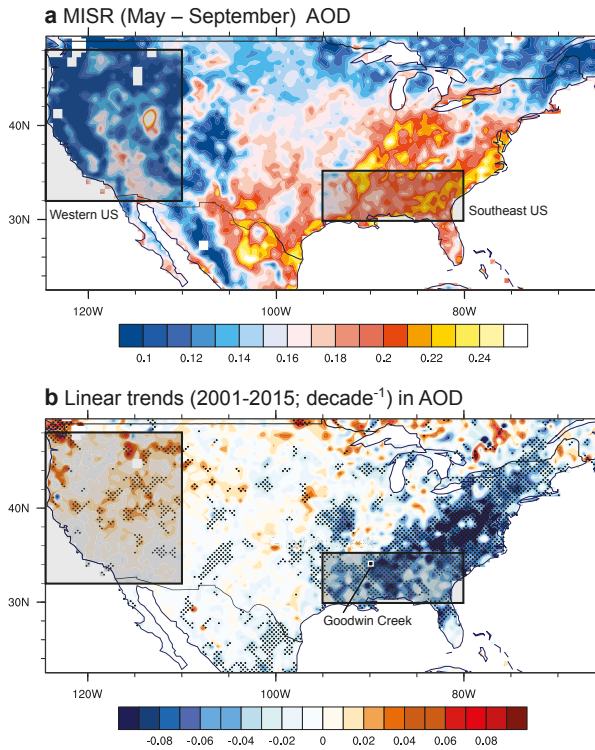 a MISR (May – September) AOD
40N
30N
Western US
Southeast US
120W 100W 80W
0.1 0.12 0.14 0.16 0.18 0.2 0.22 0.24
b Linear trends (2001-2015; decade⁻¹) in AOD
40N
30N
Goodwin Creek
120W 100W 80W
-0.08 -0.06 -0.04 -0.02 0 0.02 0.04 0.06 0.08